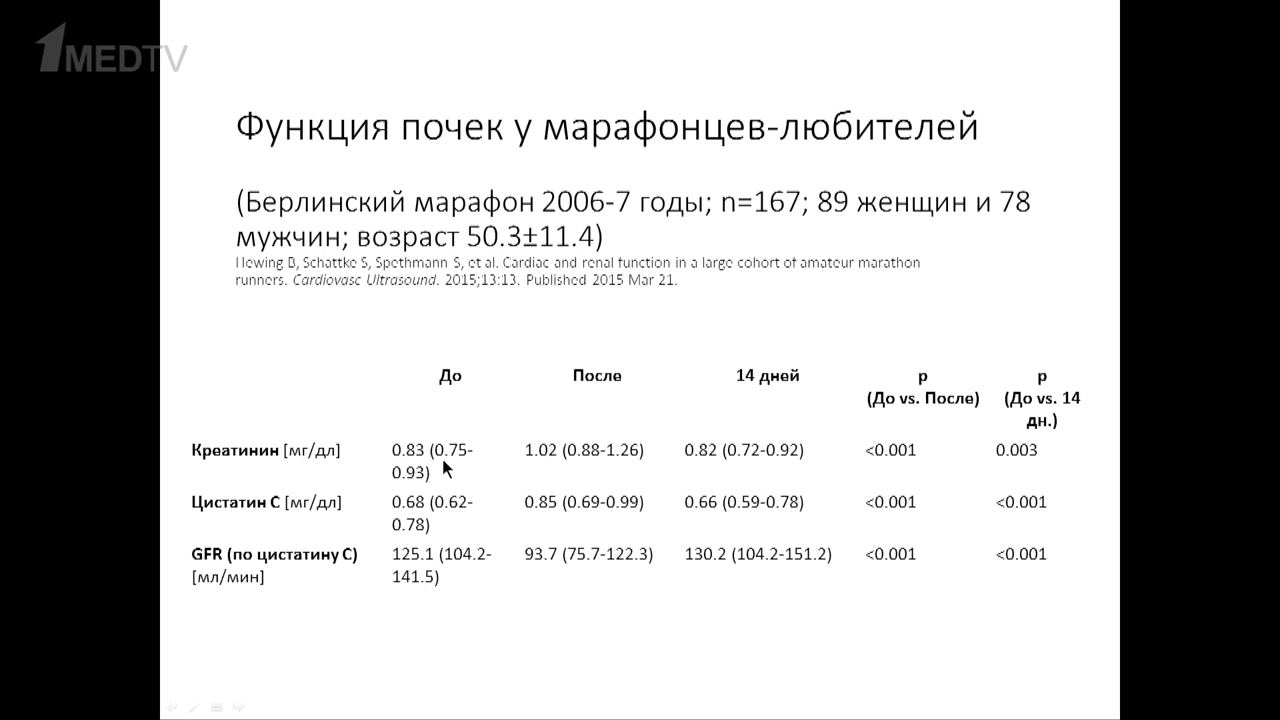 1MEDTV
Функция почек у марафонцев-любителей
(Берлинский марафон 2006-7 годы; n=167; 89 женщин и 78
мужчин; возраст 50.3±11.4)
Hewing B, Schattke S, Spethmann S, et al. Cardiac and renal function in a large cohort of amateur marathon
runners. Cardiovasc Ultrasound. 2015;13:13. Published 2015 Mar 21.
До После 14 дней p p
(До vs. После) (До vs. 14
дн.)
Креатинин [мг/дл] 0.83 (0.75- 1.02 (0.88-1.26) 0.82 (0.72-0.92) <0.001 0.003
0.93)
Цистатин С [мг/дл] 0.68 (0.62- 0.85 (0.69-0.99) 0.66 (0.59-0.78) <0.001 <0.001
0.78)
GFR (по цистатину С) 125.1 (104.2- 93.7 (75.7-122.3) 130.2 (104.2-151.2) <0.001 <0.001
[мл/мин] 141.5)